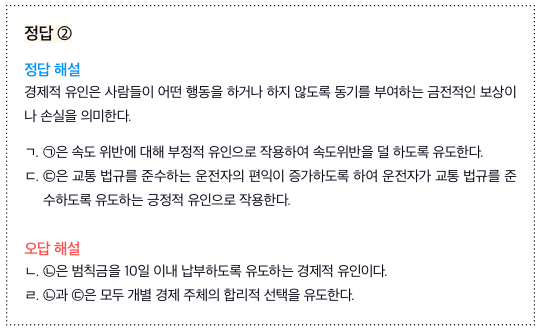 정답 ②
정답 해설
경제적 유인은 사람들이 어떤 행동을 하거나 하지 않도록 동기를 부여하는 금전적인 보상이
나 손실을 의미한다.
ㄱ. ㉠은 속도 위반에 대해 부정적 유인으로 작용하여 속도위반을 덜 하도록 유도한다.
ㄷ. ㉢은 교통 법규를 준수하는 운전자의 편익이 증가하도록 하여 운전자가 교통 법규를 준
수하도록 유도하는 긍정적 유인으로 작용한다.
오답 해설
ㄴ. ㉡은 범칙금을 10일 이내 납부하도록 유도하는 경제적 유인이다.
ㄹ. ㉡과 ㉢은 모두 개별 경제 주체의 합리적 선택을 유도한다.